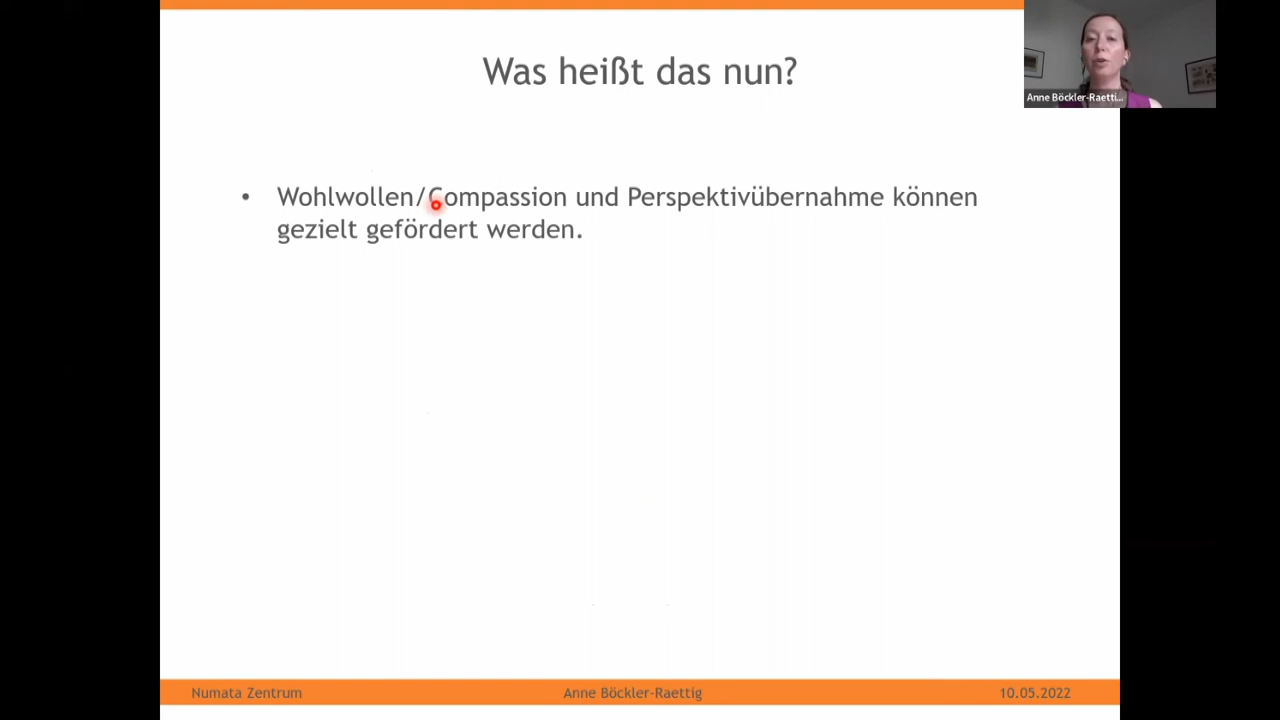 Was heißt das nun?
Anne Böckler-Raetti...
• Wohlwollen/Compassion und Perspektivübernahme können
gezielt gefördert werden.
Numata Zentrum
Anne Böckler-Raettig
10.05.2022